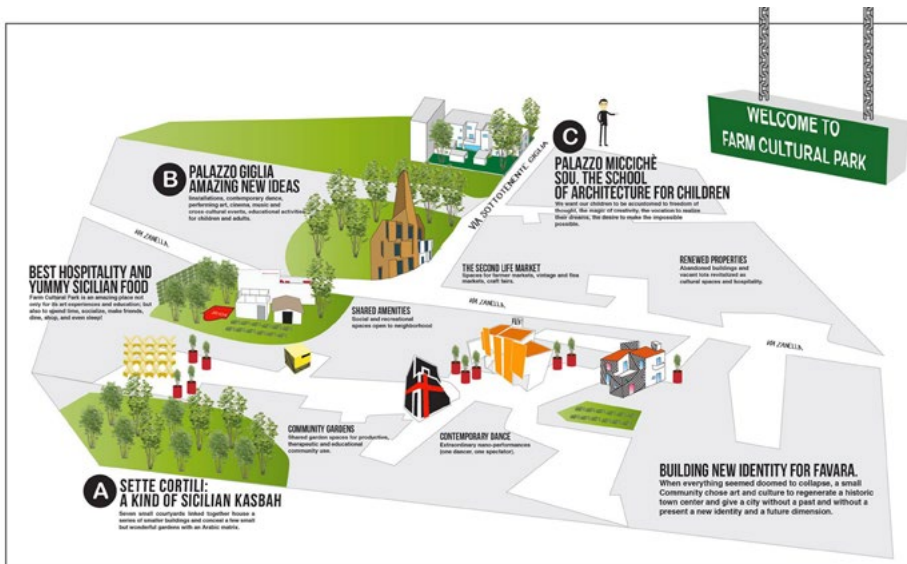 WELCOME TO
FARM CULTURAL PARK
B
PALAZZO GIGLIA
AMAZING NEW IDEAS
Installations, contemporary dance,
performing art, cinema, music and
cross cultural events, educational activities
for children and adults.
C
PALAZZO MICCICHÈ
SOU. THE SCHOOL
OF ARCHITECTURE FOR CHILDREN
We want our children to be accustomed to freedom of
thought, the magic of creativity, the vocation to realize
their dreams, the desire to make the impossible
possible.
VIA SOTTOTENENTE GIGLIA
VIA ZANELLA
BEST HOSPITALITY AND
YUMMY SICILIAN FOOD
Farm Cultural Park is an amazing place not
only for its art experiences and education; but
also to spend time, socialize, make friends,
dine, shop, and even sleep!
THE SECOND LIFE MARKET
Spaces for farmer markets, vintage and flea
markets, craft fairs.
RENEWED PROPERTIES
Abandoned buildings and
vacant lots revitalized as
cultural spaces and hospitality.
SHARED AMENITIES
Social and recreational
spaces open to neighborhood
VIA ZANELLA
VIA ZANELLA
COMMUNITY GARDENS
Shared garden spaces for production,
therapeutic and educational
community use.
CONTEMPORARY DANCE
Extraordinary nano-performances
(one dancer, one spectator).
A
SETTE CORTILI:
A KIND OF SICILIAN KASBAH
Seven small courtyards linked together house a
series of smaller buildings and conceal a few small
but wonderful gardens with an Arabic matrix.
BUILDING NEW IDENTITY FOR FAVARA.
When everything seemed doomed to collapse, a small
Community chose art and culture to regenerate a historic
town center and give a city without a past and without a
present a new identity and a future dimension.